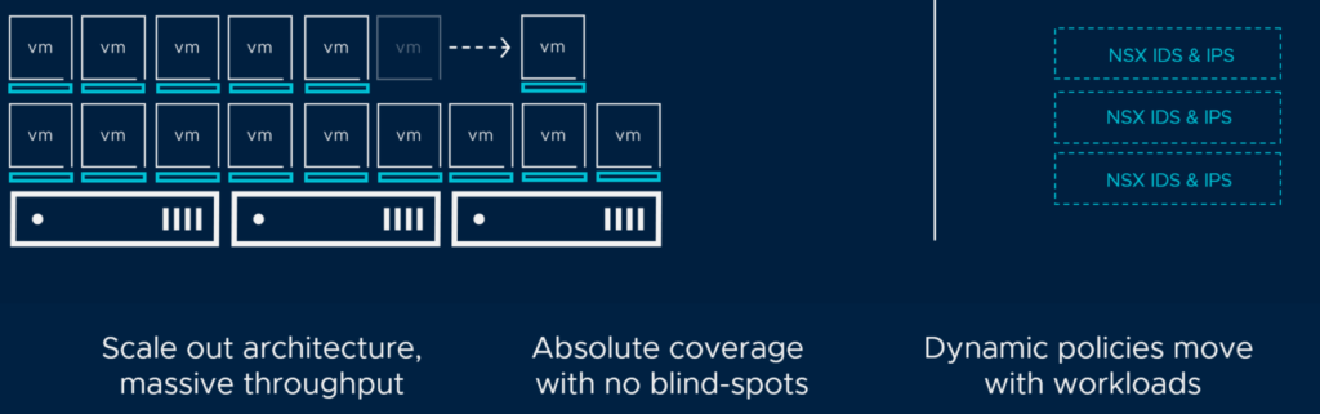 vm vm vm vm vm vm vm
NSX IDS & IPS
NSX IDS & IPS
vm vm vm vm vm vm vm vm vm
NSX IDS & IPS
Scale out architecture,
massive throughput
Absolute coverage
with no blind-spots
Dynamic policies move
with workloads